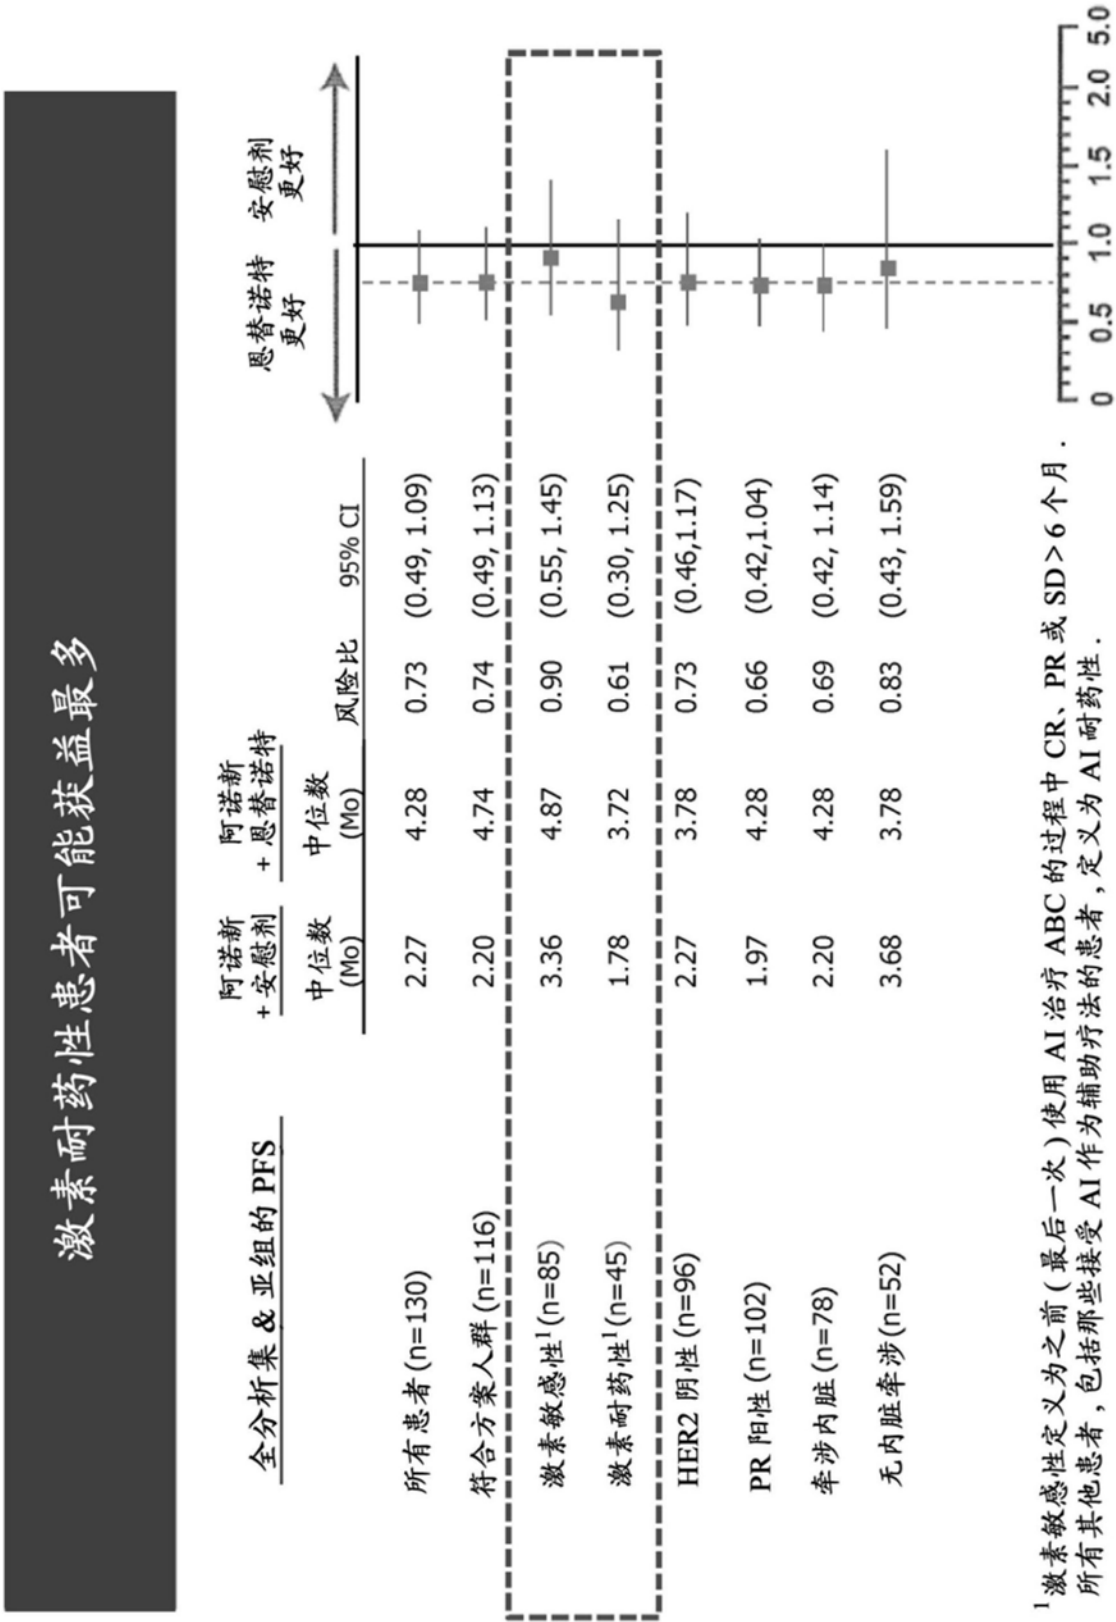 激素耐药性患者可能获益最多
阿诺新
+安慰剂
阿诺新
+ 恩替诺特
恩替诺特
更好
安慰剂
更好
全分析集 & 亚组的 PFS
中位数
(Mo)
中位数
(Mo)
风险比
95% CI
所有患者(n=130) 2.27 4.28 0.73 (0.49, 1.09)
符合方案人群(n=116) 2.20 4.74 0.74 (0.49, 1.13)
激素敏感性1(n=85) 3.36 4.87 0.90 (0.55, 1.45)
激素耐药性1(n=45) 1.78 3.72 0.61 (0.30, 1.25)
HER2 阴性(n=96) 2.27 3.78 0.73 (0.46,1.17)
PR 阳性(n=102) 1.97 4.28 0.66 (0.42,1.04)
牵涉内脏(n=78) 2.20 4.28 0.69 (0.42, 1.14)
无内脏牵涉(n=52) 3.68 3.78 0.83 (0.43, 1.59)
0 0.5 1.0 1.5 2.0 5.0
1 激素敏感性定义为之前(最后一次)使用 AI 治疗 ABC 的过程中 CR、PR 或 SD>6 个月.
所有其他患者,包括那些接受 AI 作为辅助疗法的患者,定义为 AI 耐药性.